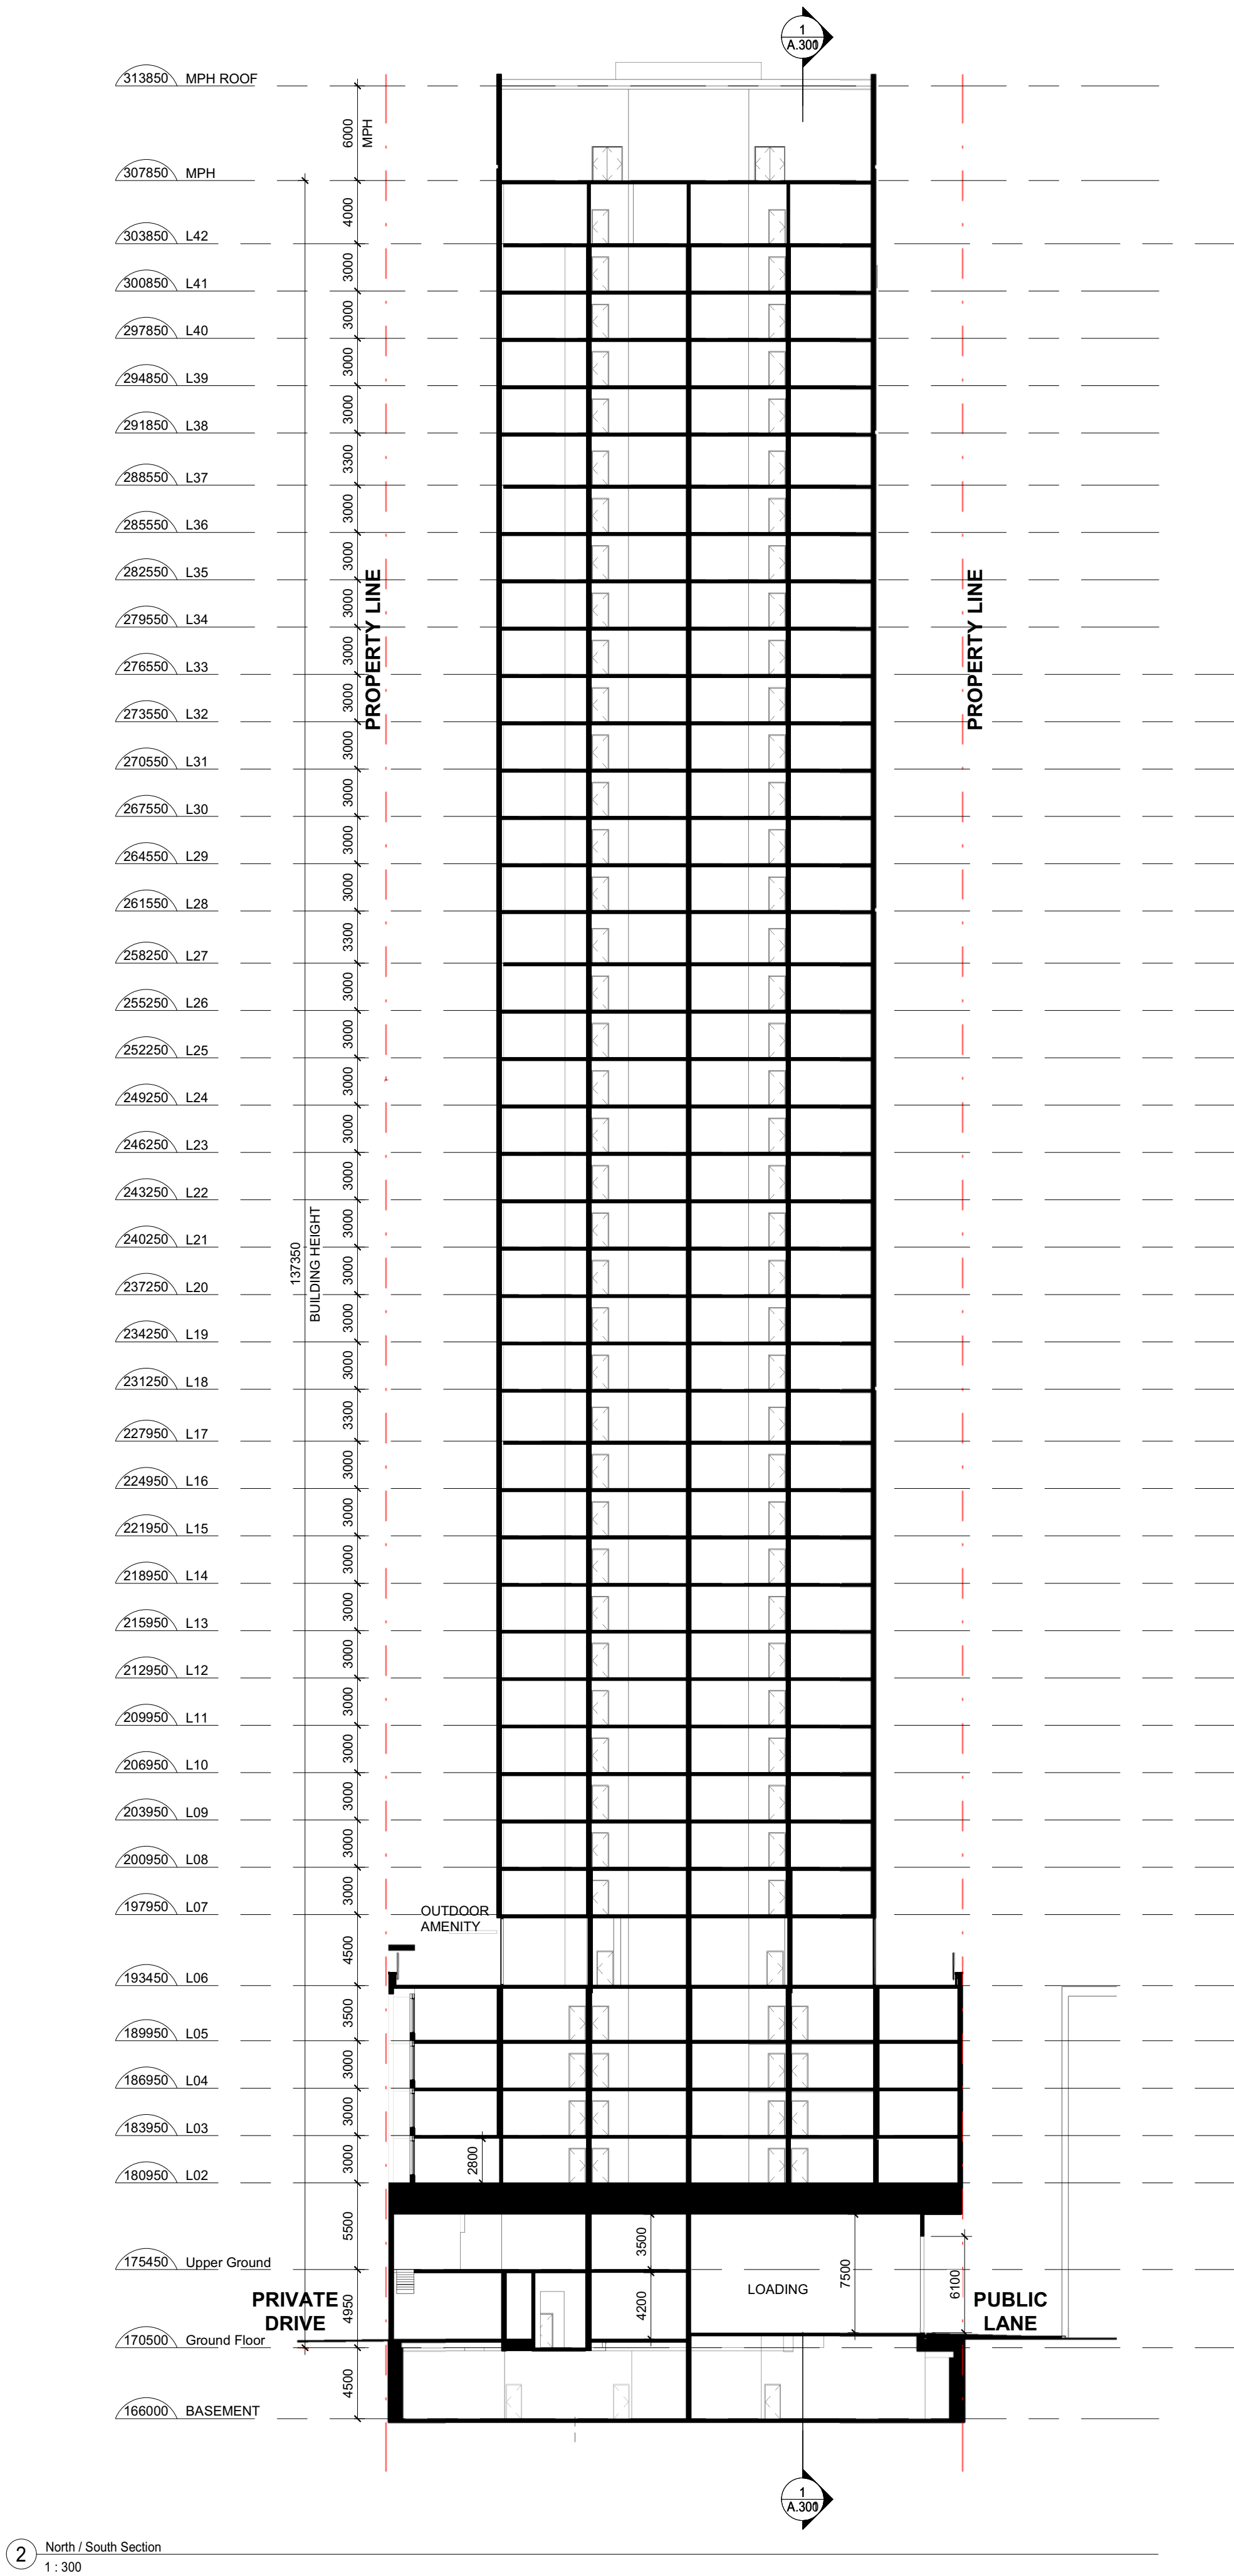 1
A.300
313850 MPH ROOF
6000
MPH
307850 MPH
4000
303850 L42
3000
300850 L41
3000
297850 L40
3000
294850 L39
3000
291850 L38
3300
288550 L37
3000
285550 L36
3000
282550 L35
3000
279550 L34
3000
276550 L33
3000
273550 L32
3000
270550 L31
3000
267550 L30
3000
264550 L29
3000
261550 L28
3300
258250 L27
3000
255250 L26
3000
252250 L25
3000
249250 L24
3000
246250 L23
3000
243250 L22
3000
240250 L21
3000
237250 L20
3000
234250 L19
3000
231250 L18
3300
227950 L17
3000
224950 L16
3000
221950 L15
3000
218950 L14
3000
215950 L13
3000
212950 L12
3000
209950 L11
3000
206950 L10
3000
203950 L09
3000
200950 L08
3000
197950 L07
4500
193450 L06
3500
189950 L05
3000
186950 L04
3000
183950 L03
3000
180950 L02
5500
175450 Upper Ground
4950
170500 Ground Floor
4500
166000 BASEMENT
PROPERTY LINE
PROPERTY LINE
137350
BUILDING HEIGHT
OUTDOOR
AMENITY
2800
3500
4200
LOADING
7500
6100
PRIVATE
DRIVE
PUBLIC
LANE
1
A.300
2
North / South Section
1 : 300